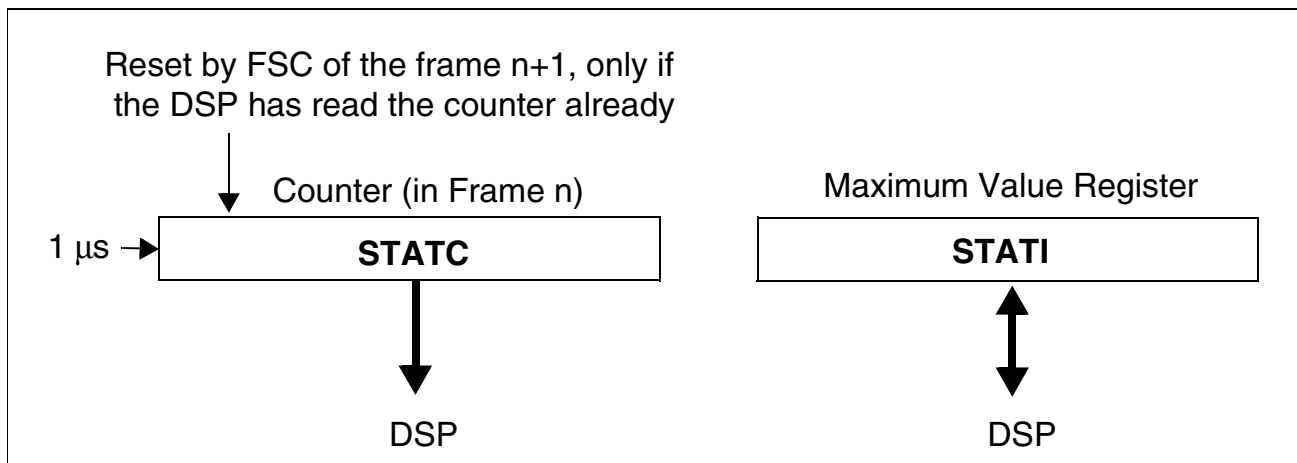 Reset by FSC of the frame n+1, only if
the DSP has read the counter already
Counter (in Frame n)
Maximum Value Register
1 μs
STATC
STATI
DSP
DSP